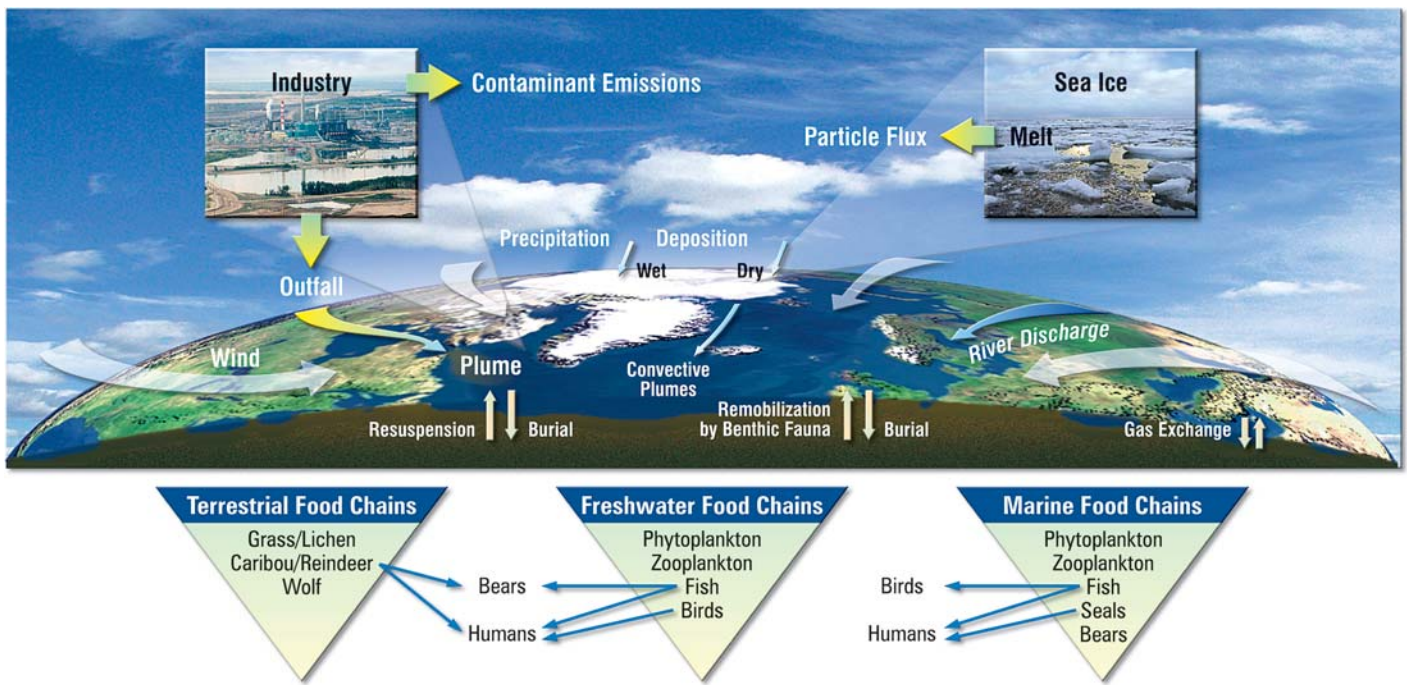 Industry
Contaminant Emissions
Sea Ice
Particle Flux
Melt
Precipitation
Deposition
Wet
Dry
Outfall
Wind
Plume
Convective
Plumes
River Discharge
Resuspension
Burial
Remobilization
by Benthic Fauna
Burial
Gas Exchange
Terrestrial Food Chains
Grass/Lichen
Caribou/Reindeer
Wolf
Bears
Humans
Freshwater Food Chains
Phytoplankton
Zooplankton
Fish
Birds
Birds
Humans
Marine Food Chains
Phytoplankton
Zooplankton
Fish
Seals
Bears